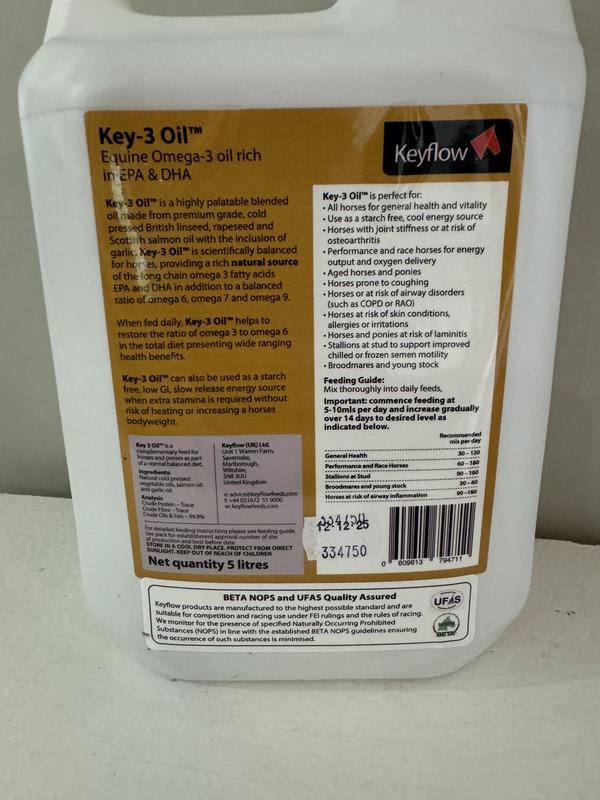 Key-3 Oil™
Equine Omega-3 oil rich
in EPA & DHA
Keyflow
Key-3 Oil™ is a highly palatable blended
oil made from premium grade, cold
pressed British linseed, rapeseed and
Scottish salmon oil with the inclusion of
garlic. Key-3 Oil™ is scientifically balanced
for horses, providing a rich natural source
of the long chain omega 3 fatty acids
EPA and DHA in addition to a balanced
ratio of omega 6, omega 7 and omega 9.
When fed daily, Key-3 Oil™ helps to
restore the ratio of omega 3 to omega 6
in the total diet presenting wide ranging
health benefits.
Key-3 Oil™ can also be used as a starch
free, low GI, slow release energy source
when extra stamina is required without
risk of heating or increasing a horses
bodyweight.
Key 3 Oil™ is a
complementary feed for
horses and ponies as part
of a normal balanced diet.
Ingredients:
Natural cold pressed
vegetable oils, salmon oil
and garlic oil.
Analysis
Crude Protein – Trace
Crude Fibre – Trace
Crude Oils & Fats – 99.9%
Keyflow (UK) Ltd.
Unit 1 Warren Farm,
Savernake,
Marlborough,
Wiltshire,
SN8 3UU
United Kingdom
e: advice@keyflowfeeds.com
t: +44 (0)1672 51 9000
w: keyflowfeeds.com
For detailed feeding instructions please see feeding guide.
See pack for establishment approval number of site
of production and best before date.
STORE IN A COOL DRY PLACE. PROTECT FROM DIRECT
SUNLIGHT. KEEP OUT OF REACH OF CHILDREN
Net quantity 5 litres
Key-3 Oil™ is perfect for:
• All horses for general health and vitality
• Use as a starch free, cool energy source
• Horses with joint stiffness or at risk of
osteoarthritis
• Performance and race horses for energy
output and oxygen delivery
• Aged horses and ponies
• Horses prone to coughing
• Horses or at risk of airway disorders
(such as COPD or RAO)
• Horses at risk of skin conditions,
allergies or irritations
• Horses and ponies at risk of laminitis
• Stallions at stud to support improved
chilled or frozen semen motility
• Broodmares and young stock
Feeding Guide:
Mix thoroughly into daily feeds,
Important: commence feeding at
5-10mls per day and increase gradually
over 14 days to desired level as
indicated below.
Recommended
mls per day
General Health 30 – 120
Performance and Race Horses 60 – 180
Stallions at Stud 90 – 180
Broodmares and young stock 30 – 60
Horses at risk of airway inflammation 90 – 180
12-12-25
334750
0 609613 794711
BETA NOPS and UFAS Quality Assured
Keyflow products are manufactured to the highest possible standard and are
suitable for competition and racing use under FEI rulings and the rules of racing.
We monitor for the presence of specified Naturally Occurring Prohibited
Substances (NOPS) in line with the established BETA NOPS guidelines ensuring
the occurrence of such substances is minimised.
UFAS
NOPS
BETA